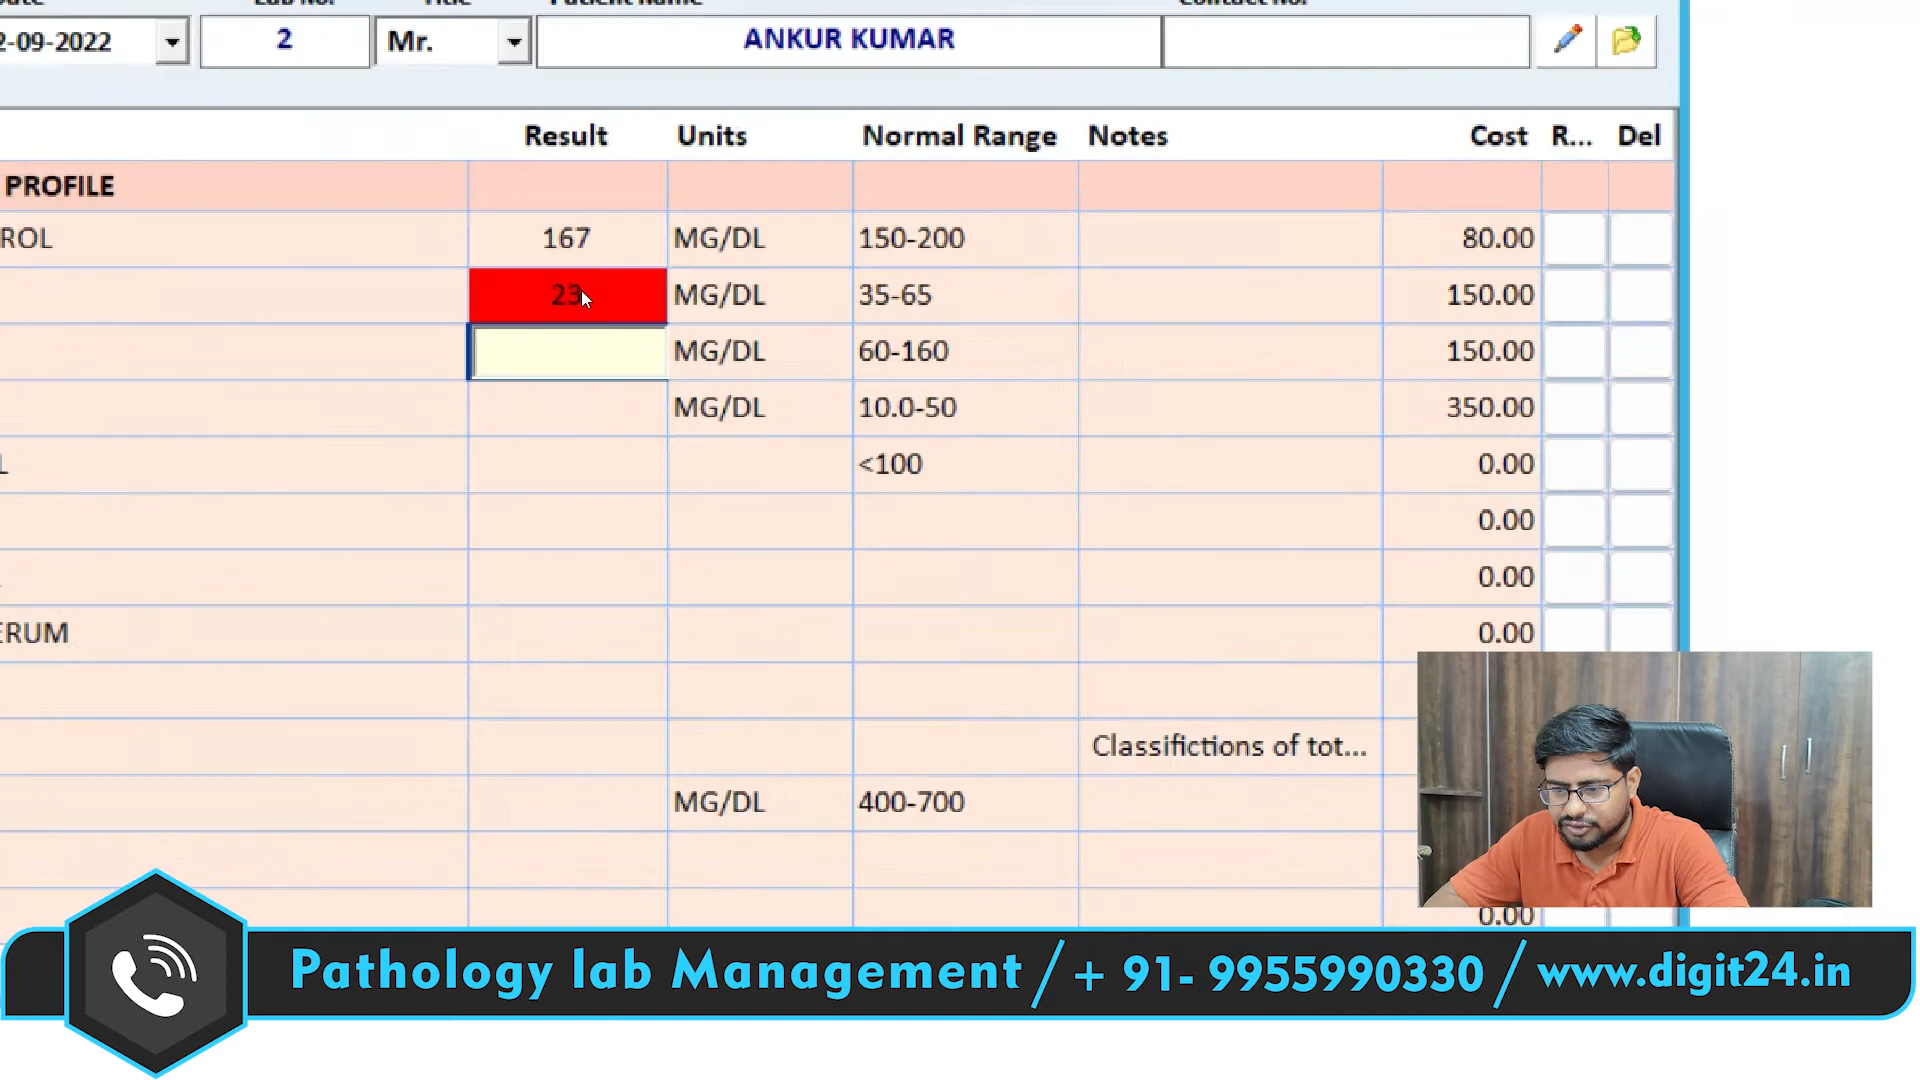 2-09-2022 2 Mr. ANKUR KUMAR
Result Units Normal Range Notes Cost R... Del
PROFILE
ROL 167 MG/DL 150-200 80.00
23 MG/DL 35-65 150.00
MG/DL 60-160 150.00
MG/DL 10.0-50 350.00
L <100 0.00
0.00
0.00
ERUM 0.00
Classifictions of tot...
MG/DL 400-700
0.00
Pathology lab Management / + 91- 9955990330 / www.digit24.in